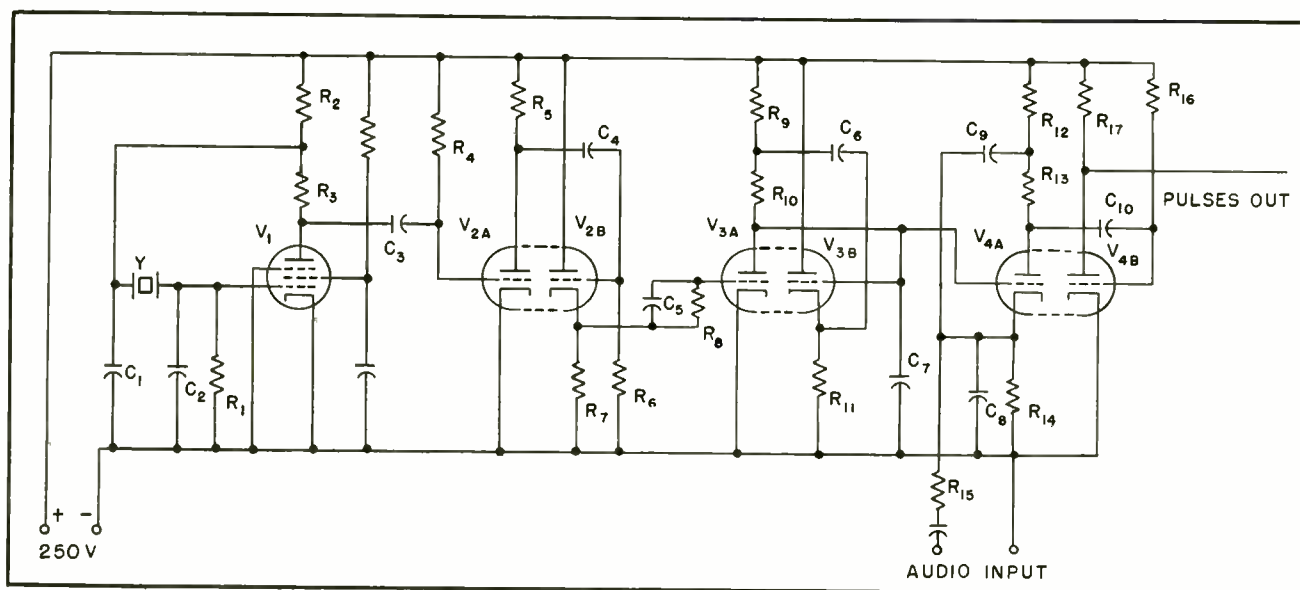 R2
R5
R9
C6
C9
R12
R17
R16
R4
C4
R3
R10
R13
PULSES OUT
V1
C3
V2A
V2B
V3A
V3B
C10
V4A
V4B
Y
C5
R8
C1
C2
R1
R7
R6
R11
C7
C8
R14
R15
+ -
250V
AUDIO INPUT